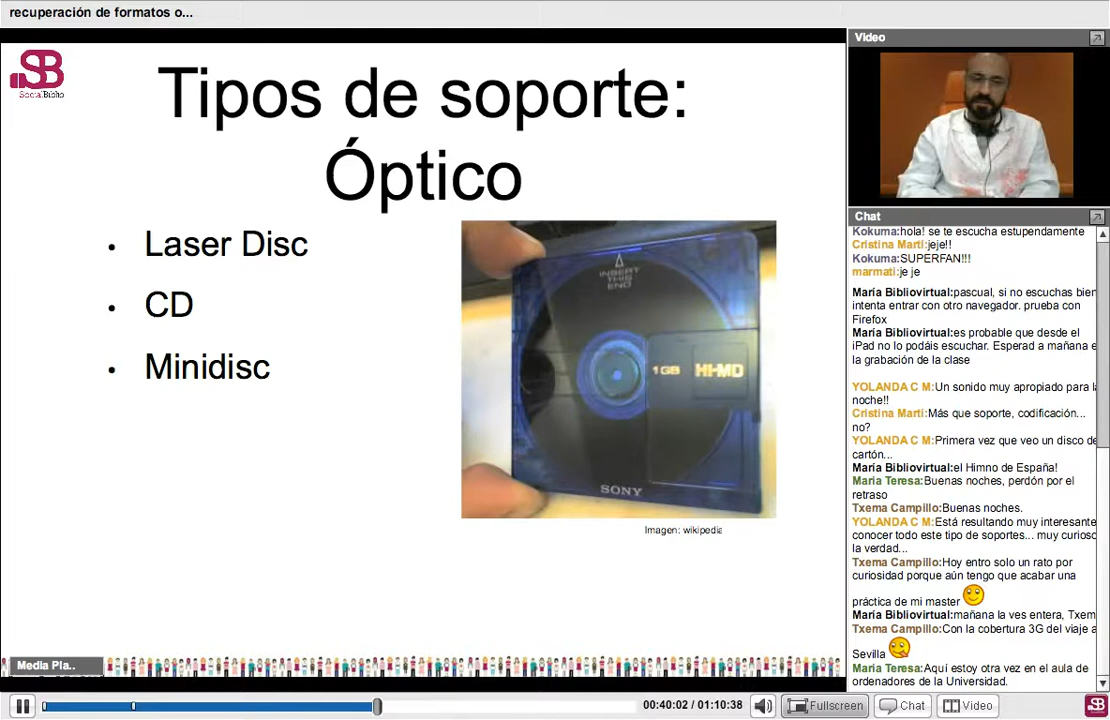 recuperación de formatos o...
SB
SocialBiblio
Tipos de soporte:
Óptico
• Laser Disc
• CD
• Minidisc
INSERT
THIS
END
1GB HI-MD
SONY
Imagen: wikipedia
Media Pla..
Video
Chat
Kokuma:hola! se te escucha estupendamente
Cristina Marti:jeje!!
Kokuma:SUPERFAN!!!
marmati:je je
María Bibliovirtual:pascual, si no escuchas bien
intenta entrar con otro navegador. prueba con
Firefox
María Bibliovirtual:es probable que desde el
iPad no lo podáis escuchar. Esperad a mañana e
la grabación de la clase
YOLANDA C M:Un sonido muy apropiado para la
noche!!
Cristina Marti:Más que soporte, codificación...
no?
YOLANDA C M:Primera vez que veo un disco de
cartón...
María Bibliovirtual:el Himno de España!
Maria Teresa:Buenas noches, perdón por el
retraso
Txema Campillo:Buenas noches.
YOLANDA C M:Está resultando muy interesante
conocer todo este tipo de soportes... muy curioso
la verdad...
Txema Campillo:Hoy entro solo un rato por
curiosidad porque aún tengo que acabar una
práctica de mi master
María Bibliovirtual:mañana la ves entera, Txem
Txema Campillo:Con la cobertura 3G del viaje a
Sevilla
Maria Teresa:Aquí estoy otra vez en el aula de
ordenadores de la Universidad.
00:40:02 / 01:10:38
Fullscreen
Chat
Video
SB